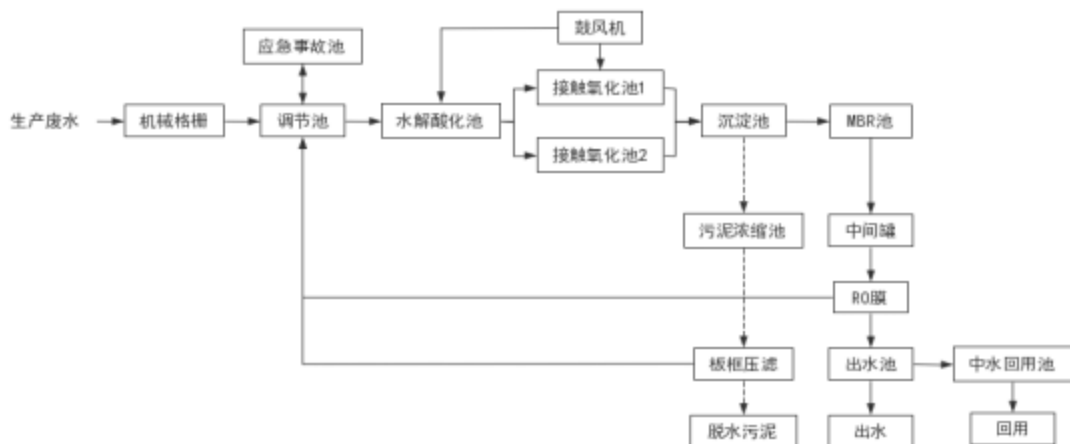 鼓风机
应急事故池
接触氧化池1
生产废水
机械格栅
调节池
水解酸化池
沉淀池
MBR池
接触氧化池2
污泥浓缩池
中间罐
RO膜
板框压滤
出水池
中水回用池
脱水污泥
出水
回用